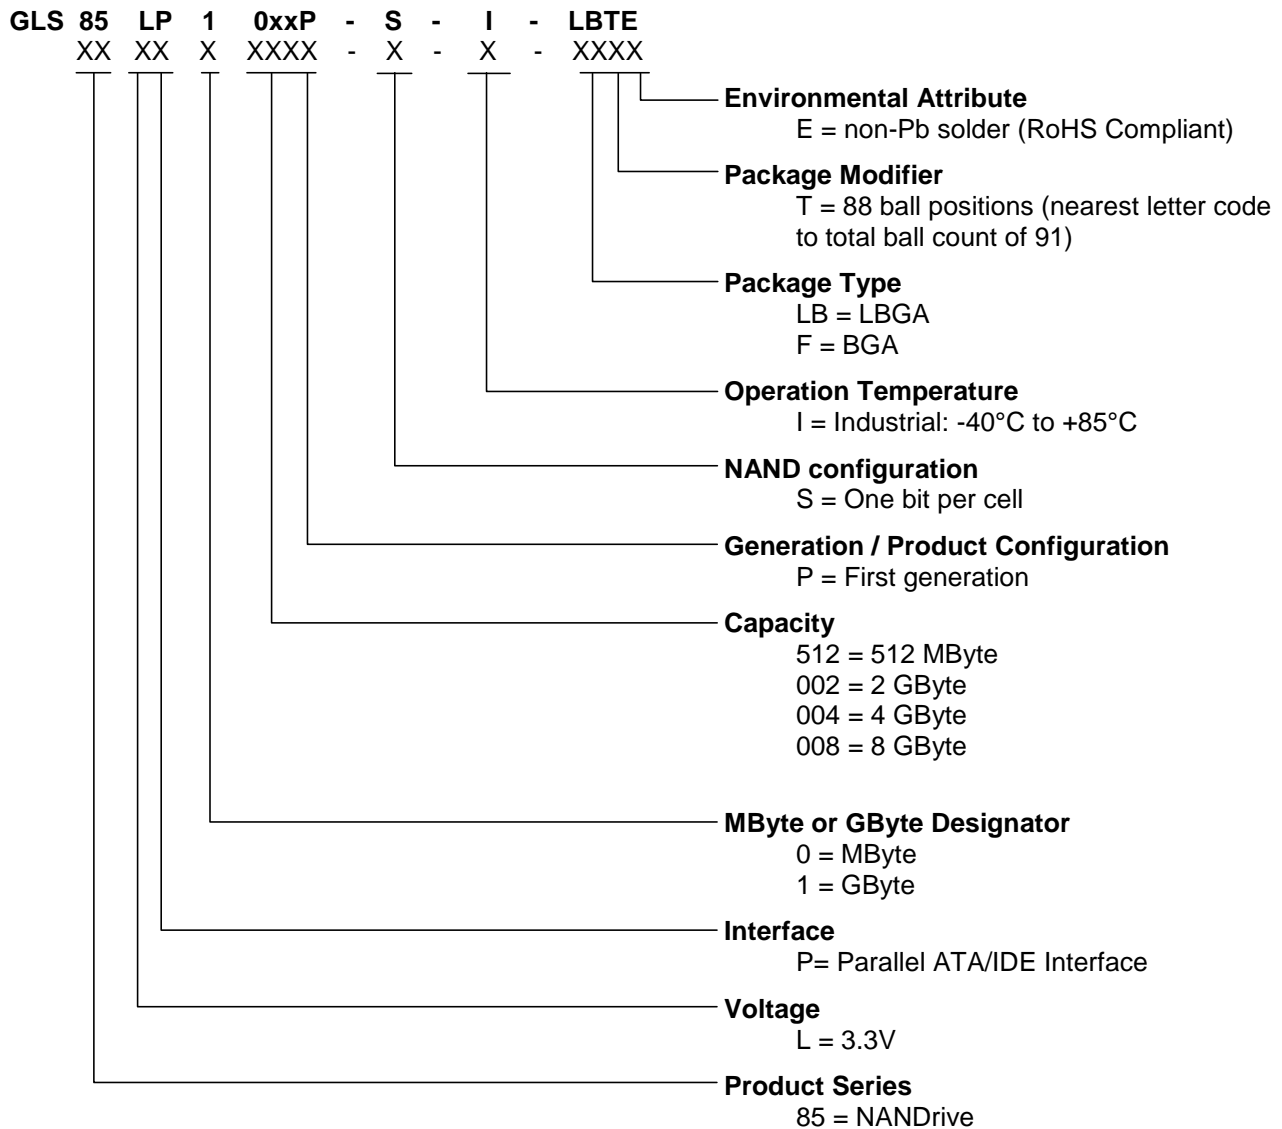 GLS 85 LP 1 0xxP - S - I - LBTE
XX XX X XXXX - X - X - XXXX
Environmental Attribute
E = non-Pb solder (RoHS Compliant)
Package Modifier
T = 88 ball positions (nearest letter code
to total ball count of 91)
Package Type
LB = LBGA
F = BGA
Operation Temperature
I = Industrial: -40°C to +85°C
NAND configuration
S = One bit per cell
Generation / Product Configuration
P = First generation
Capacity
512 = 512 MByte
002 = 2 GByte
004 = 4 GByte
008 = 8 GByte
MByte or GByte Designator
0 = MByte
1 = GByte
Interface
P= Parallel ATA/IDE Interface
Voltage
L = 3.3V
Product Series
85 = NANDrive